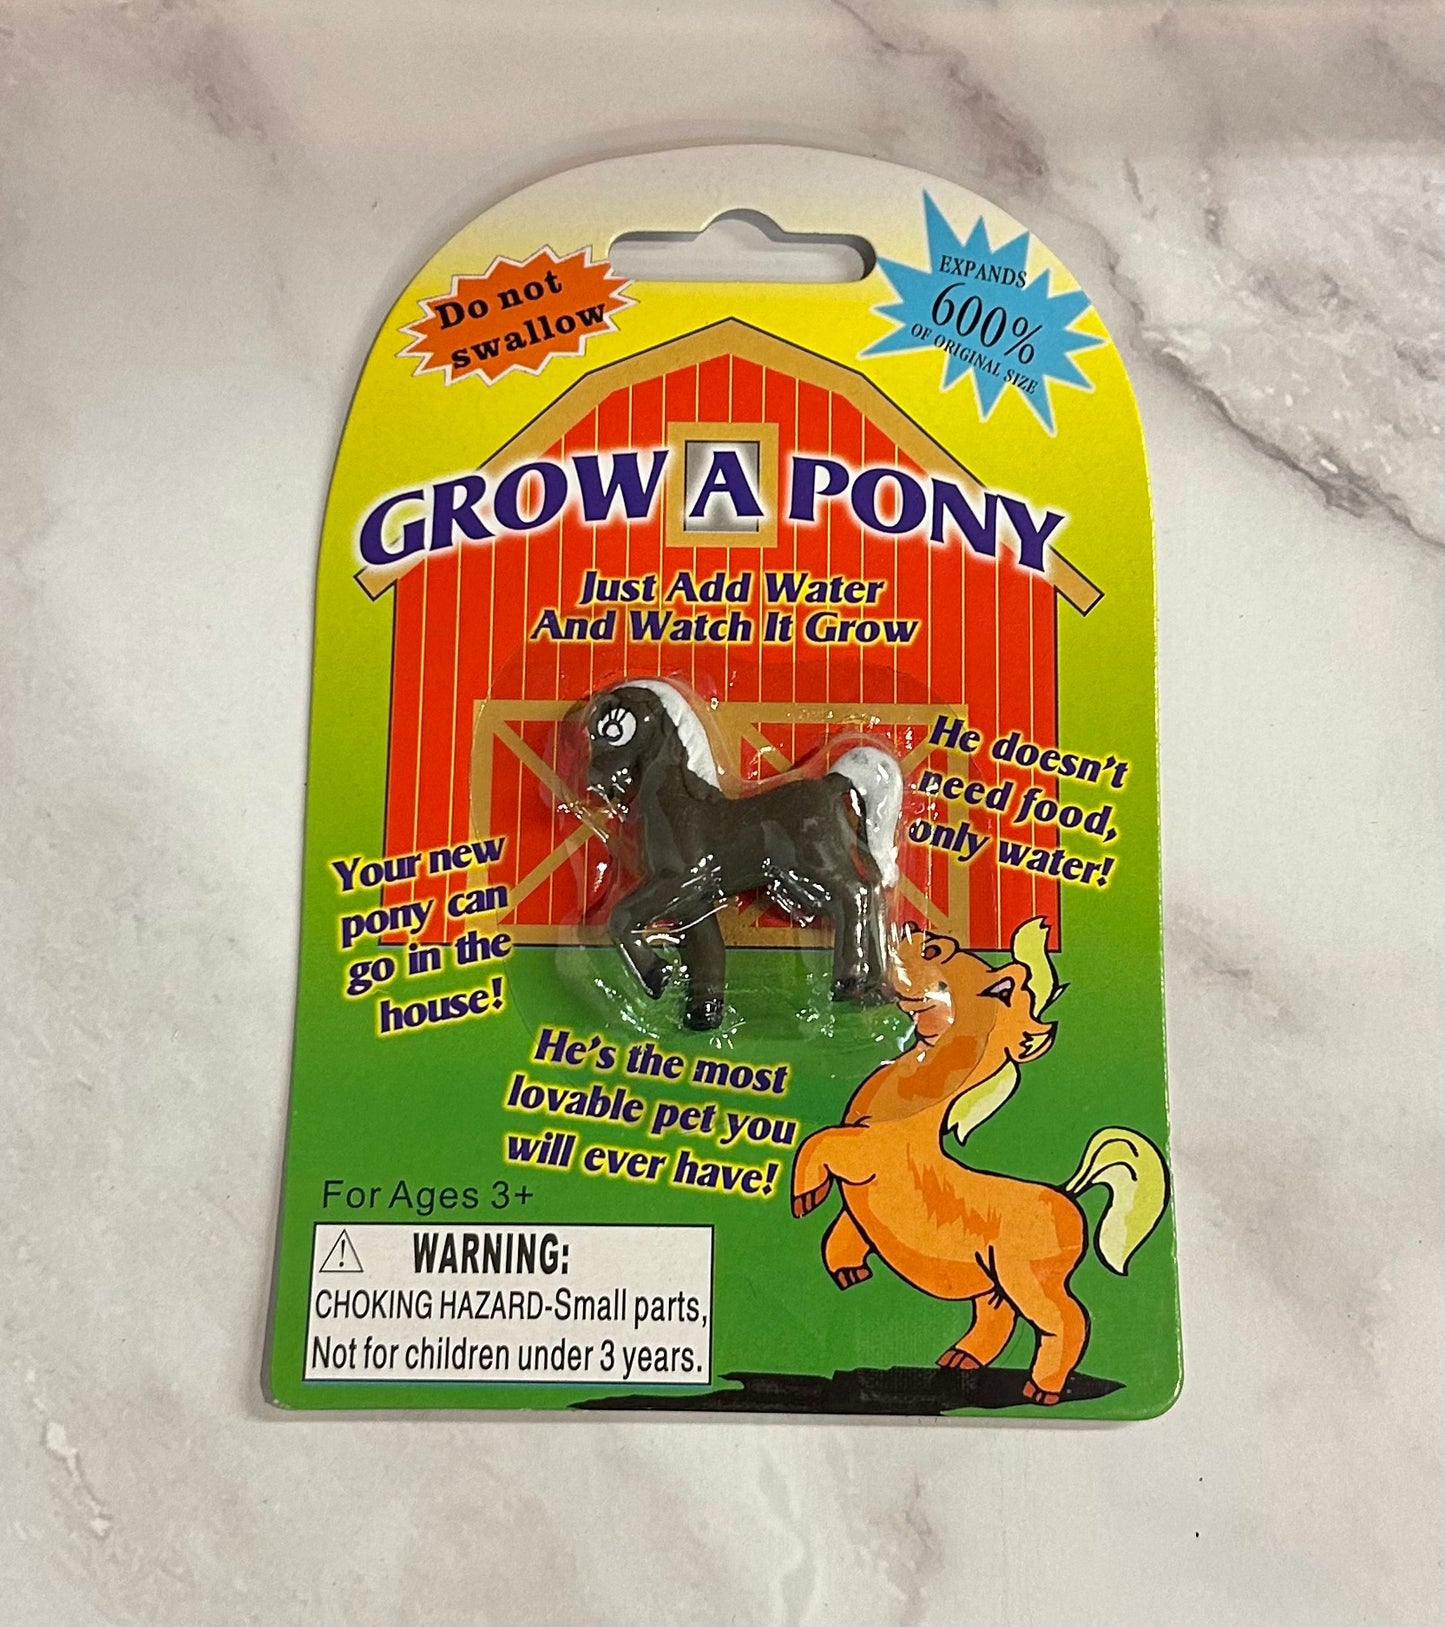 Do not
swallow
EXPANDS
600%
OF ORIGINAL SIZE
GROW A PONY
Just Add Water
And Watch It Grow
He doesn't
need food,
only water!
Your new
pony can
go in the
house!
He's the most
lovable pet you
will ever have!
For Ages 3+
WARNING:
CHOKING HAZARD-Small parts,
Not for children under 3 years.